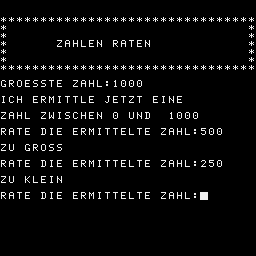 ********************************
*                              *
*      ZAHLEN RATEN            *
*                              *
********************************
GROESSTE ZAHL:1000
ICH ERMITTLE JETZT EINE
ZAHL ZWISCHEN 0 UND  1000
RATE DIE ERMITTELTE ZAHL:500
ZU GROSS
RATE DIE ERMITTELTE ZAHL:250
ZU KLEIN
RATE DIE ERMITTELTE ZAHL: